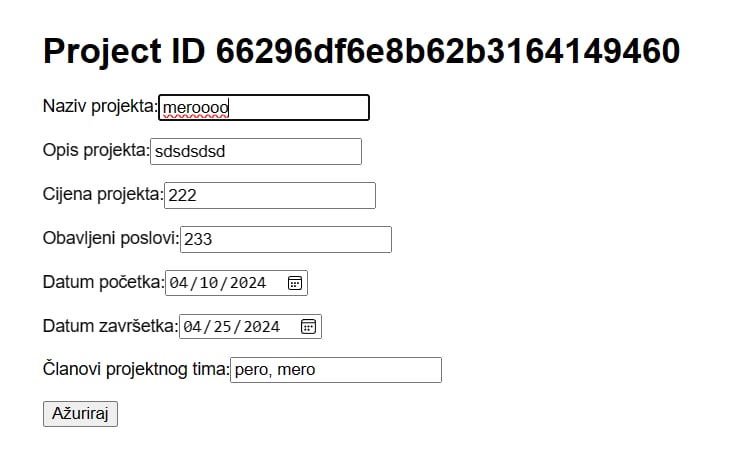 Project ID 66296df6e8b62b3164149460
Naziv projekta: meroooo
Opis projekta: sdsdsdsd
Cijena projekta: 222
Obavljeni poslovi: 233
Datum početka: 04/10/2024
Datum završetka: 04/25/2024
Članovi projektnog tima: pero, mero
Ažuriraj